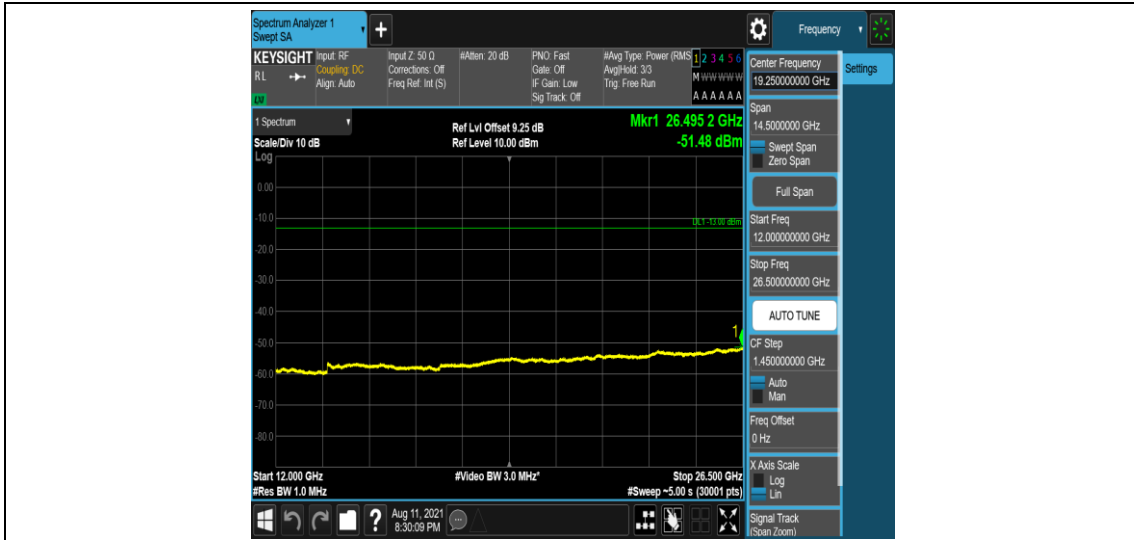 Spectrum Analyzer 1
Swept SA
Frequency
KEYSIGHT
RL
Input: RF
Coupling: DC
Align: Auto
Input Z: 50 Ω
Corrections: Off
Freq Ref: Int (S)
#Atten: 20 dB
PNO: Fast
Gate: Off
IF Gain: Low
Sig Track: Off
#Avg Type: Power (RMS
Avg|Hold: 3/3
Trig: Free Run
1 2 3 4 5 6
M W W W W W
A A A A A A
1 Spectrum
Scale/Div 10 dB
Log
Ref Lvl Offset 9.25 dB
Ref Level 10.00 dBm
Mkr1 26.495 2 GHz
-51.48 dBm
0.00
-10.0
DL1 -13.00 dBm
-20.0
-30.0
-40.0
1
-50.0
-60.0
-70.0
-80.0
Start 12.000 GHz
#Res BW 1.0 MHz
#Video BW 3.0 MHz*
Stop 26.500 GHz
#Sweep ~5.00 s (30001 pts)
Center Frequency
19.250000000 GHz
Settings
Span
14.5000000 GHz
Swept Span
Zero Span
Full Span
Start Freq
12.000000000 GHz
Stop Freq
26.500000000 GHz
AUTO TUNE
CF Step
1.450000000 GHz
Auto
Man
Freq Offset
0 Hz
X Axis Scale
Log
Lin
Signal Track
(Span Zoom)
?
Aug 11, 2021
8:30:09 PM